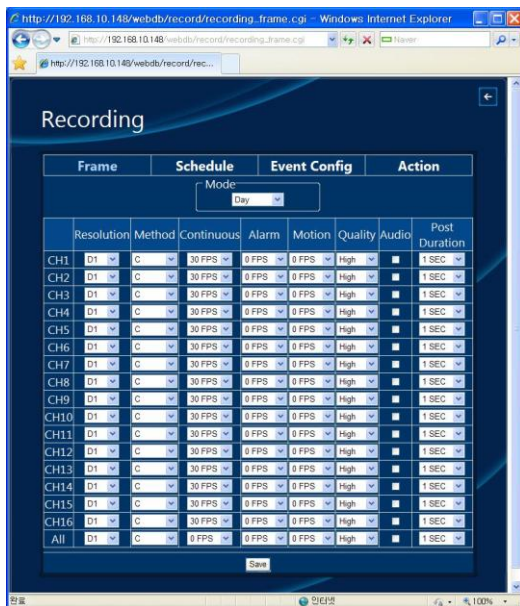 http://192.168.10.148/webdb/record/recording_frame.cgi - Windows Internet Explorer
http://192.168.10.148/webdb/record/recording_frame.cgi Naver
http://192.168.10.148/webdb/record/rec...
Recording
Frame Schedule Event Config Action
Mode
Day
Resolution Method Continuous Alarm Motion Quality Audio Post Duration
CH1 D1 C 30 FPS 0 FPS 0 FPS High 1 SEC
CH2 D1 C 30 FPS 0 FPS 0 FPS High 1 SEC
CH3 D1 C 30 FPS 0 FPS 0 FPS High 1 SEC
CH4 D1 C 30 FPS 0 FPS 0 FPS High 1 SEC
CH5 D1 C 30 FPS 0 FPS 0 FPS High 1 SEC
CH6 D1 C 30 FPS 0 FPS 0 FPS High 1 SEC
CH7 D1 C 30 FPS 0 FPS 0 FPS High 1 SEC
CH8 D1 C 30 FPS 0 FPS 0 FPS High 1 SEC
CH9 D1 C 30 FPS 0 FPS 0 FPS High 1 SEC
CH10 D1 C 30 FPS 0 FPS 0 FPS High 1 SEC
CH11 D1 C 30 FPS 0 FPS 0 FPS High 1 SEC
CH12 D1 C 30 FPS 0 FPS 0 FPS High 1 SEC
CH13 D1 C 30 FPS 0 FPS 0 FPS High 1 SEC
CH14 D1 C 30 FPS 0 FPS 0 FPS High 1 SEC
CH15 D1 C 30 FPS 0 FPS 0 FPS High 1 SEC
CH16 D1 C 30 FPS 0 FPS 0 FPS High 1 SEC
All D1 C 0 FPS 0 FPS 0 FPS High 1 SEC
Save
완료 인터넷 100%